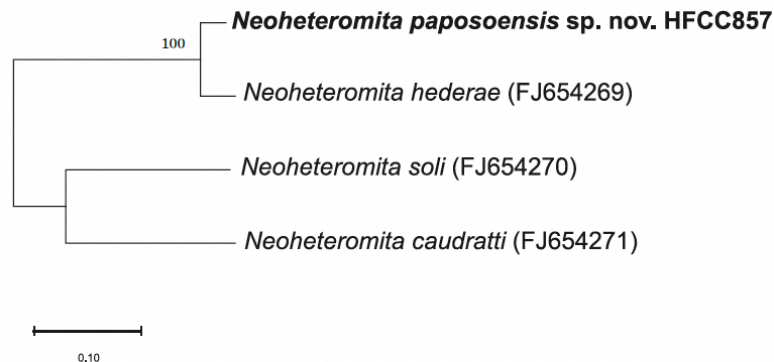 Neoheteromita paposoensis sp. nov. HFCC857
100
Neoheteromita hederae (FJ654269)
Neoheteromita soli (FJ654270)
Neoheteromita caudratti (FJ654271)
0.10